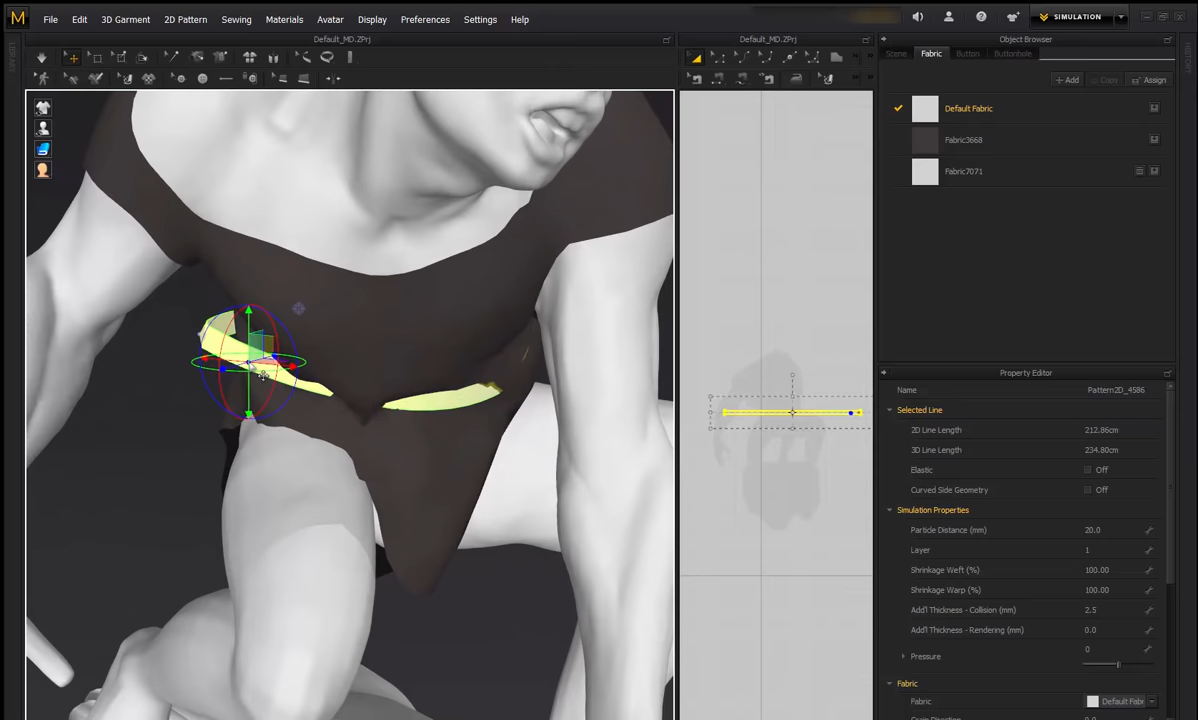 M File Edit 3D Garment 2D Pattern Sewing Materials Avatar Display Preferences Settings Help SIMULATION
Default_MD.ZPrj Default_MD.ZPrj Object Browser
LIBRARY
HISTORY
Scene Fabric Button Buttonhole
+ Add Copy Assign
Default Fabric
Fabric3668
Fabric7071
Property Editor
Name Pattern2D_4586
Selected Line
2D Line Length 212.86cm
3D Line Length 234.80cm
Elastic Off
Curved Side Geometry Off
Simulation Properties
Particle Distance (mm) 20.0
Layer 1
Shrinkage Weft (%) 100.00
Shrinkage Warp (%) 100.00
Add'l Thickness - Collision (mm) 2.5
Add'l Thickness - Rendering (mm) 0.0
Pressure 0
Fabric
Fabric Default Fabr
Grain Direction